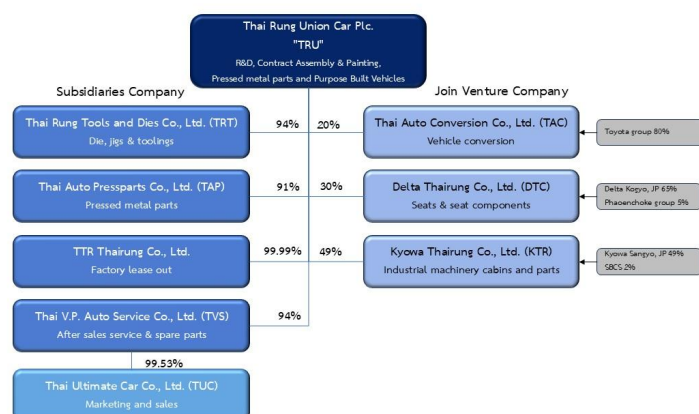 Thai Rung Union Car Plc.
"TRU"
R&D, Contract Assembly & Painting,
Pressed metal parts and Purpose Built Vehicles
Subsidiaries Company
Join Venture Company
Thai Rung Tools and Dies Co., Ltd. (TRT)
Die, jigs & toolings
94%
20%
Thai Auto Conversion Co., Ltd. (TAC)
Vehicle conversion
Toyota group 80%
Thai Auto Pressparts Co., Ltd. (TAP)
Pressed metal parts
91%
30%
Delta Thairung Co., Ltd. (DTC)
Seats & seat components
Delta Kogyo, JP 65%
Phaoenchoke group 5%
TTR Thairung Co., Ltd.
Factory lease out
99.99%
49%
Kyowa Thairung Co., Ltd. (KTR)
Industrial machinery cabins and parts
Kyowa Sangyo, JP 49%
SBCS 2%
Thai V.P. Auto Service Co., Ltd. (TVS)
After sales service & spare parts
94%
99.53%
Thai Ultimate Car Co., Ltd. (TUC)
Marketing and sales